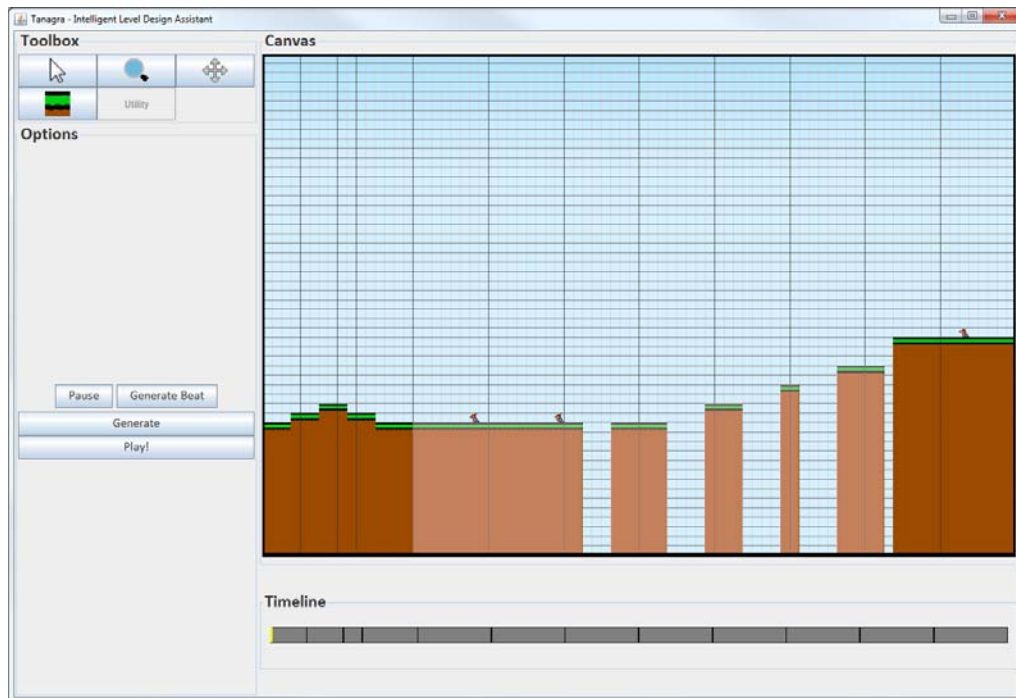 Tanagra - Intelligent Level Design Assistant
Toolbox
Canvas
Utility
Options
Pause
Generate Beat
Generate
Play!
Timeline